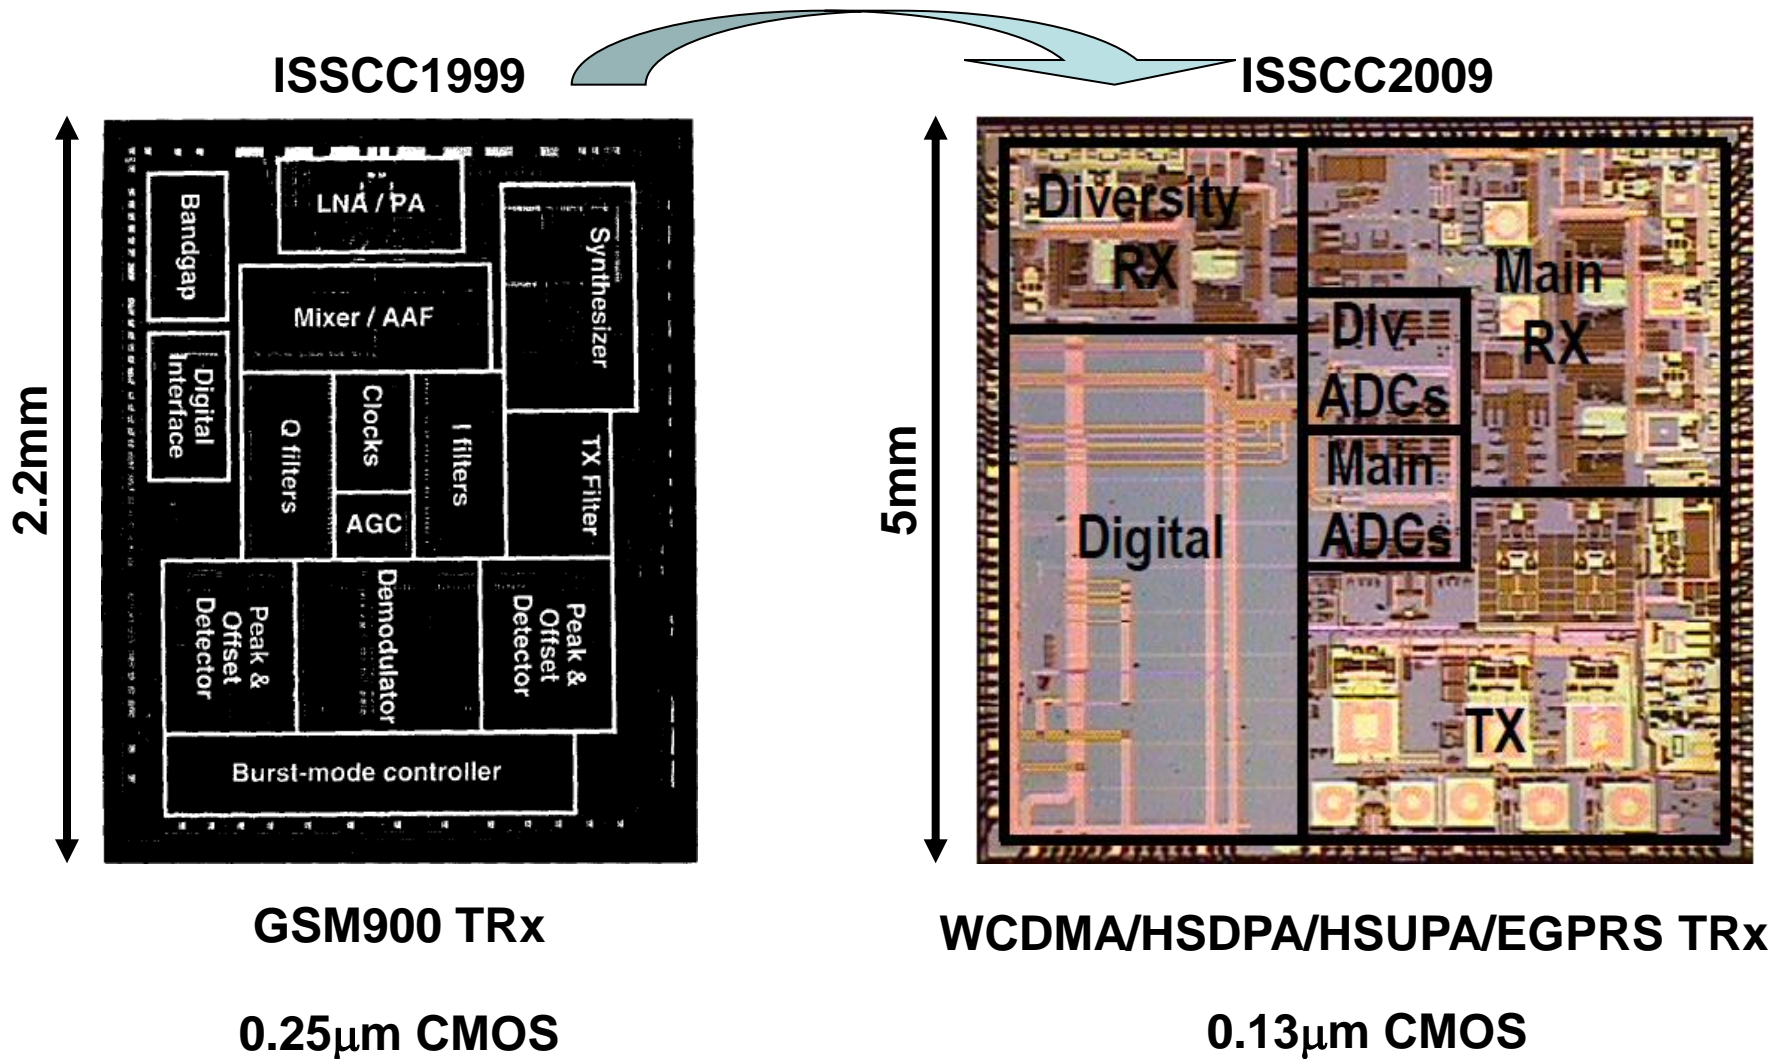 ISSCC1999
ISSCC2009
2.2mm
LNA / PA
Bandgap
Synthesizer
Mixer / AAF
Digital
Interface
Q filters
Clocks
I filters
TX Filter
AGC
Peak &
Offset
Detector
Demodulator
Peak &
Offset
Detector
Burst-mode controller
GSM900 TRx
0.25μm CMOS
5mm
Diversity
RX
Main
RX
Div.
ADCs
Main
ADCs
Digital
TX
WCDMA/HSDPA/HSUPA/EGPRS TRx
0.13μm CMOS